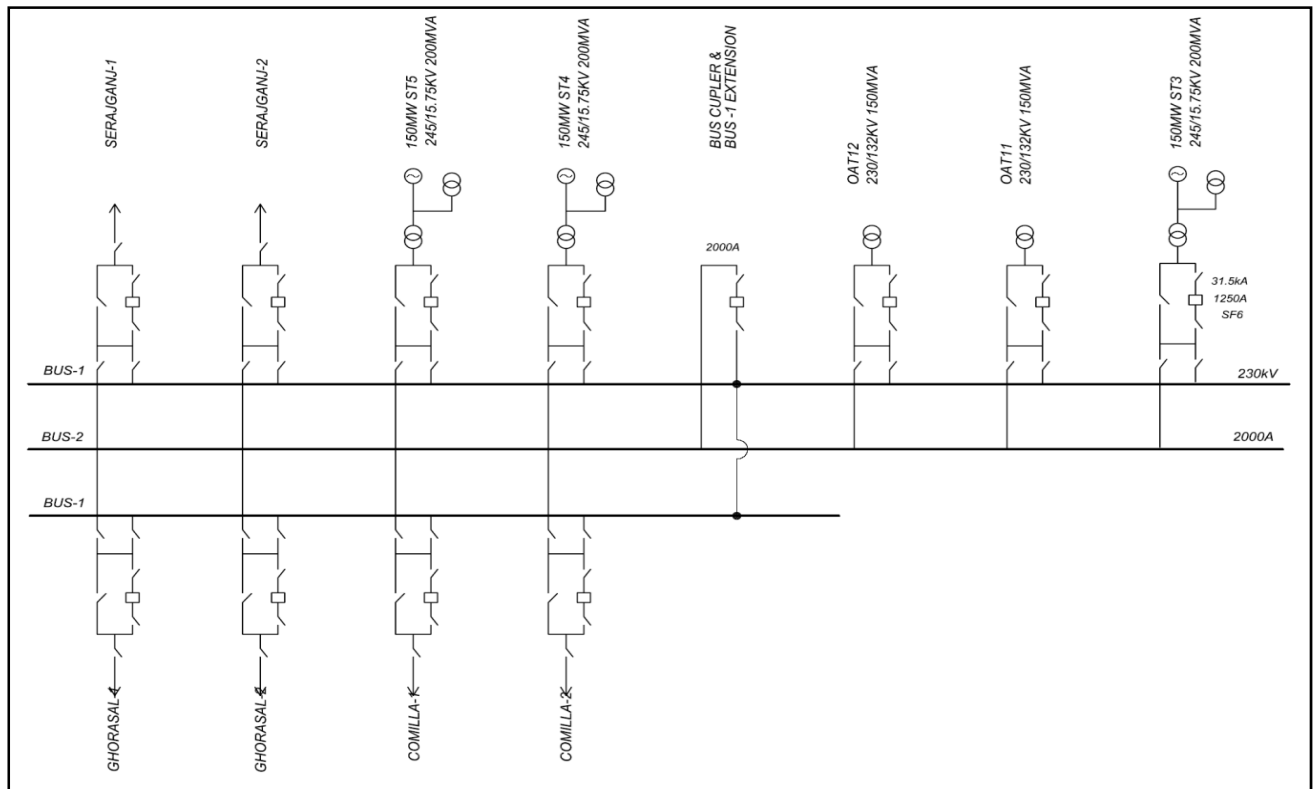 SERAJGANJ-1
SERAJGANJ-2
150MW ST5
245/15.75KV 200MVA
150MW ST4
245/15.75KV 200MVA
BUS CUPLER &
BUS -1 EXTENSION
OAT12
230/132KV 150MVA
OAT11
230/132KV 150MVA
150MW ST3
245/15.75KV 200MVA
2000A
31.5kA
1250A
SF6
BUS-1
230kV
BUS-2
2000A
BUS-1
GHORASAL-1
GHORASAL-2
COMILLA-1
COMILLA-2